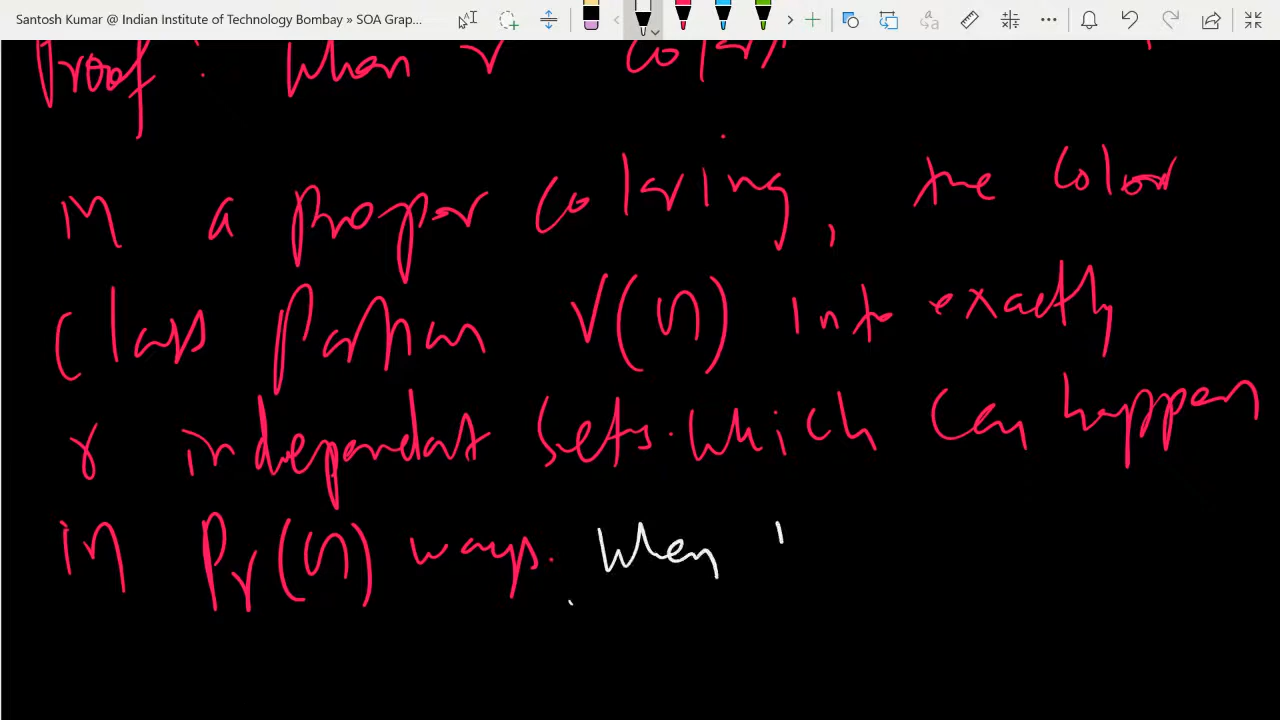 Santosh Kumar @ Indian Institute of Technology Bombay » SOA Grap...
Proof: When r colors
in a proper coloring, the color
class Partition V(G) into exactly
r independent sets. Which can happen
in Pr(G) ways. When